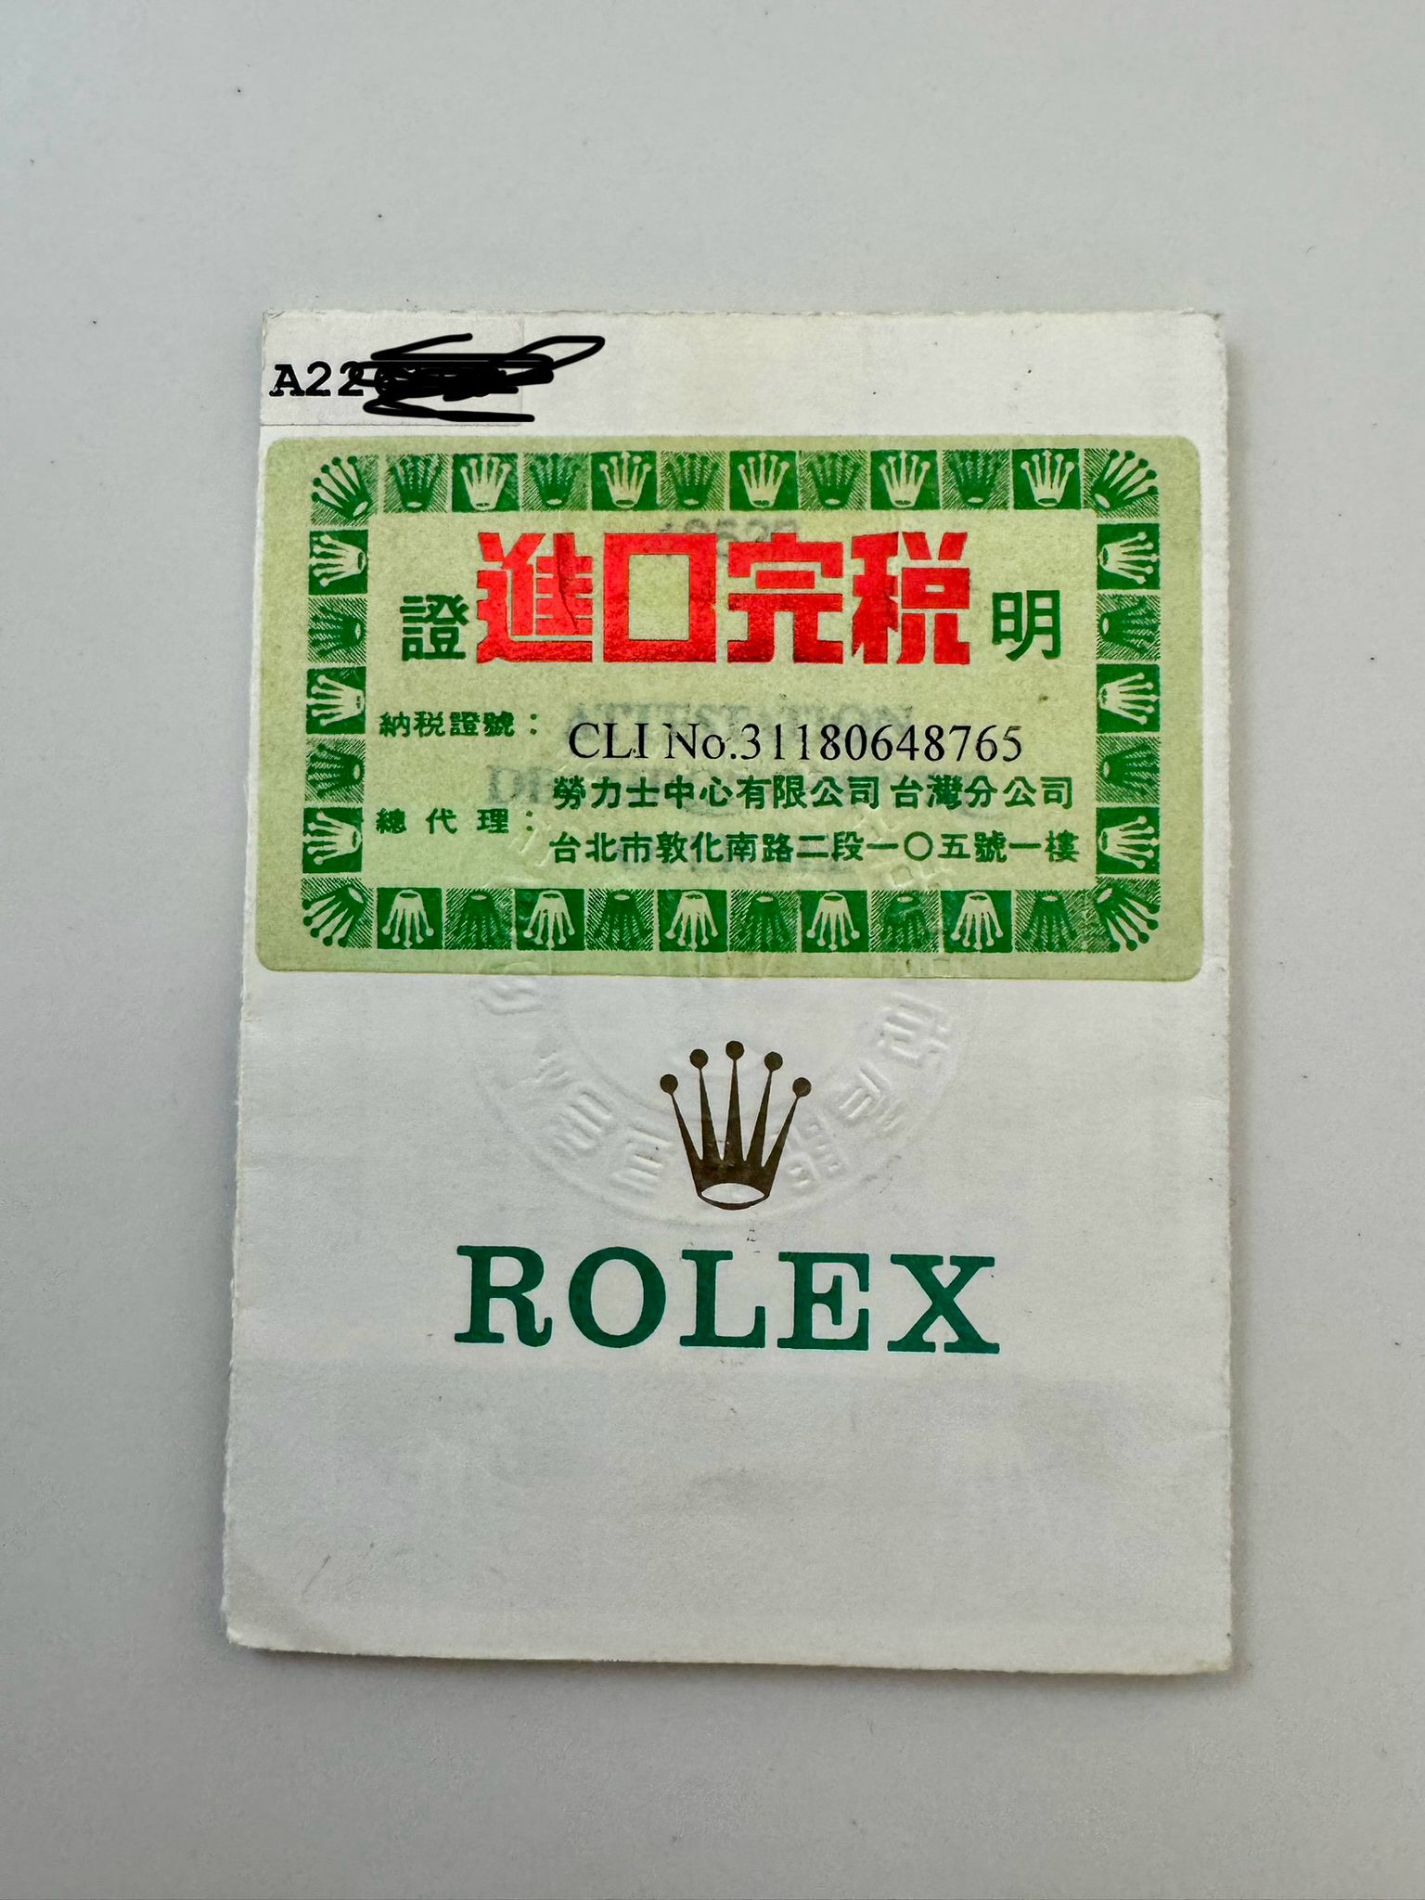 A22
進口完稅
證 明
納稅證號：
CLI No.31180648765
總代理：
勞力士中心有限公司 台灣分公司
台北市敦化南路二段一〇五號一樓
ROLEX